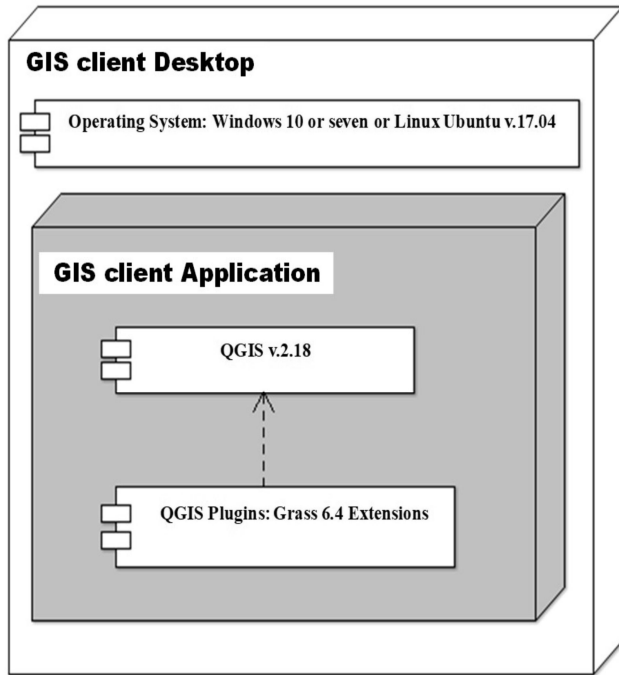 GIS client Desktop
Operating System: Windows 10 or seven or Linux Ubuntu v.17.04
GIS client Application
QGIS v.2.18
QGIS Plugins: Grass 6.4 Extensions